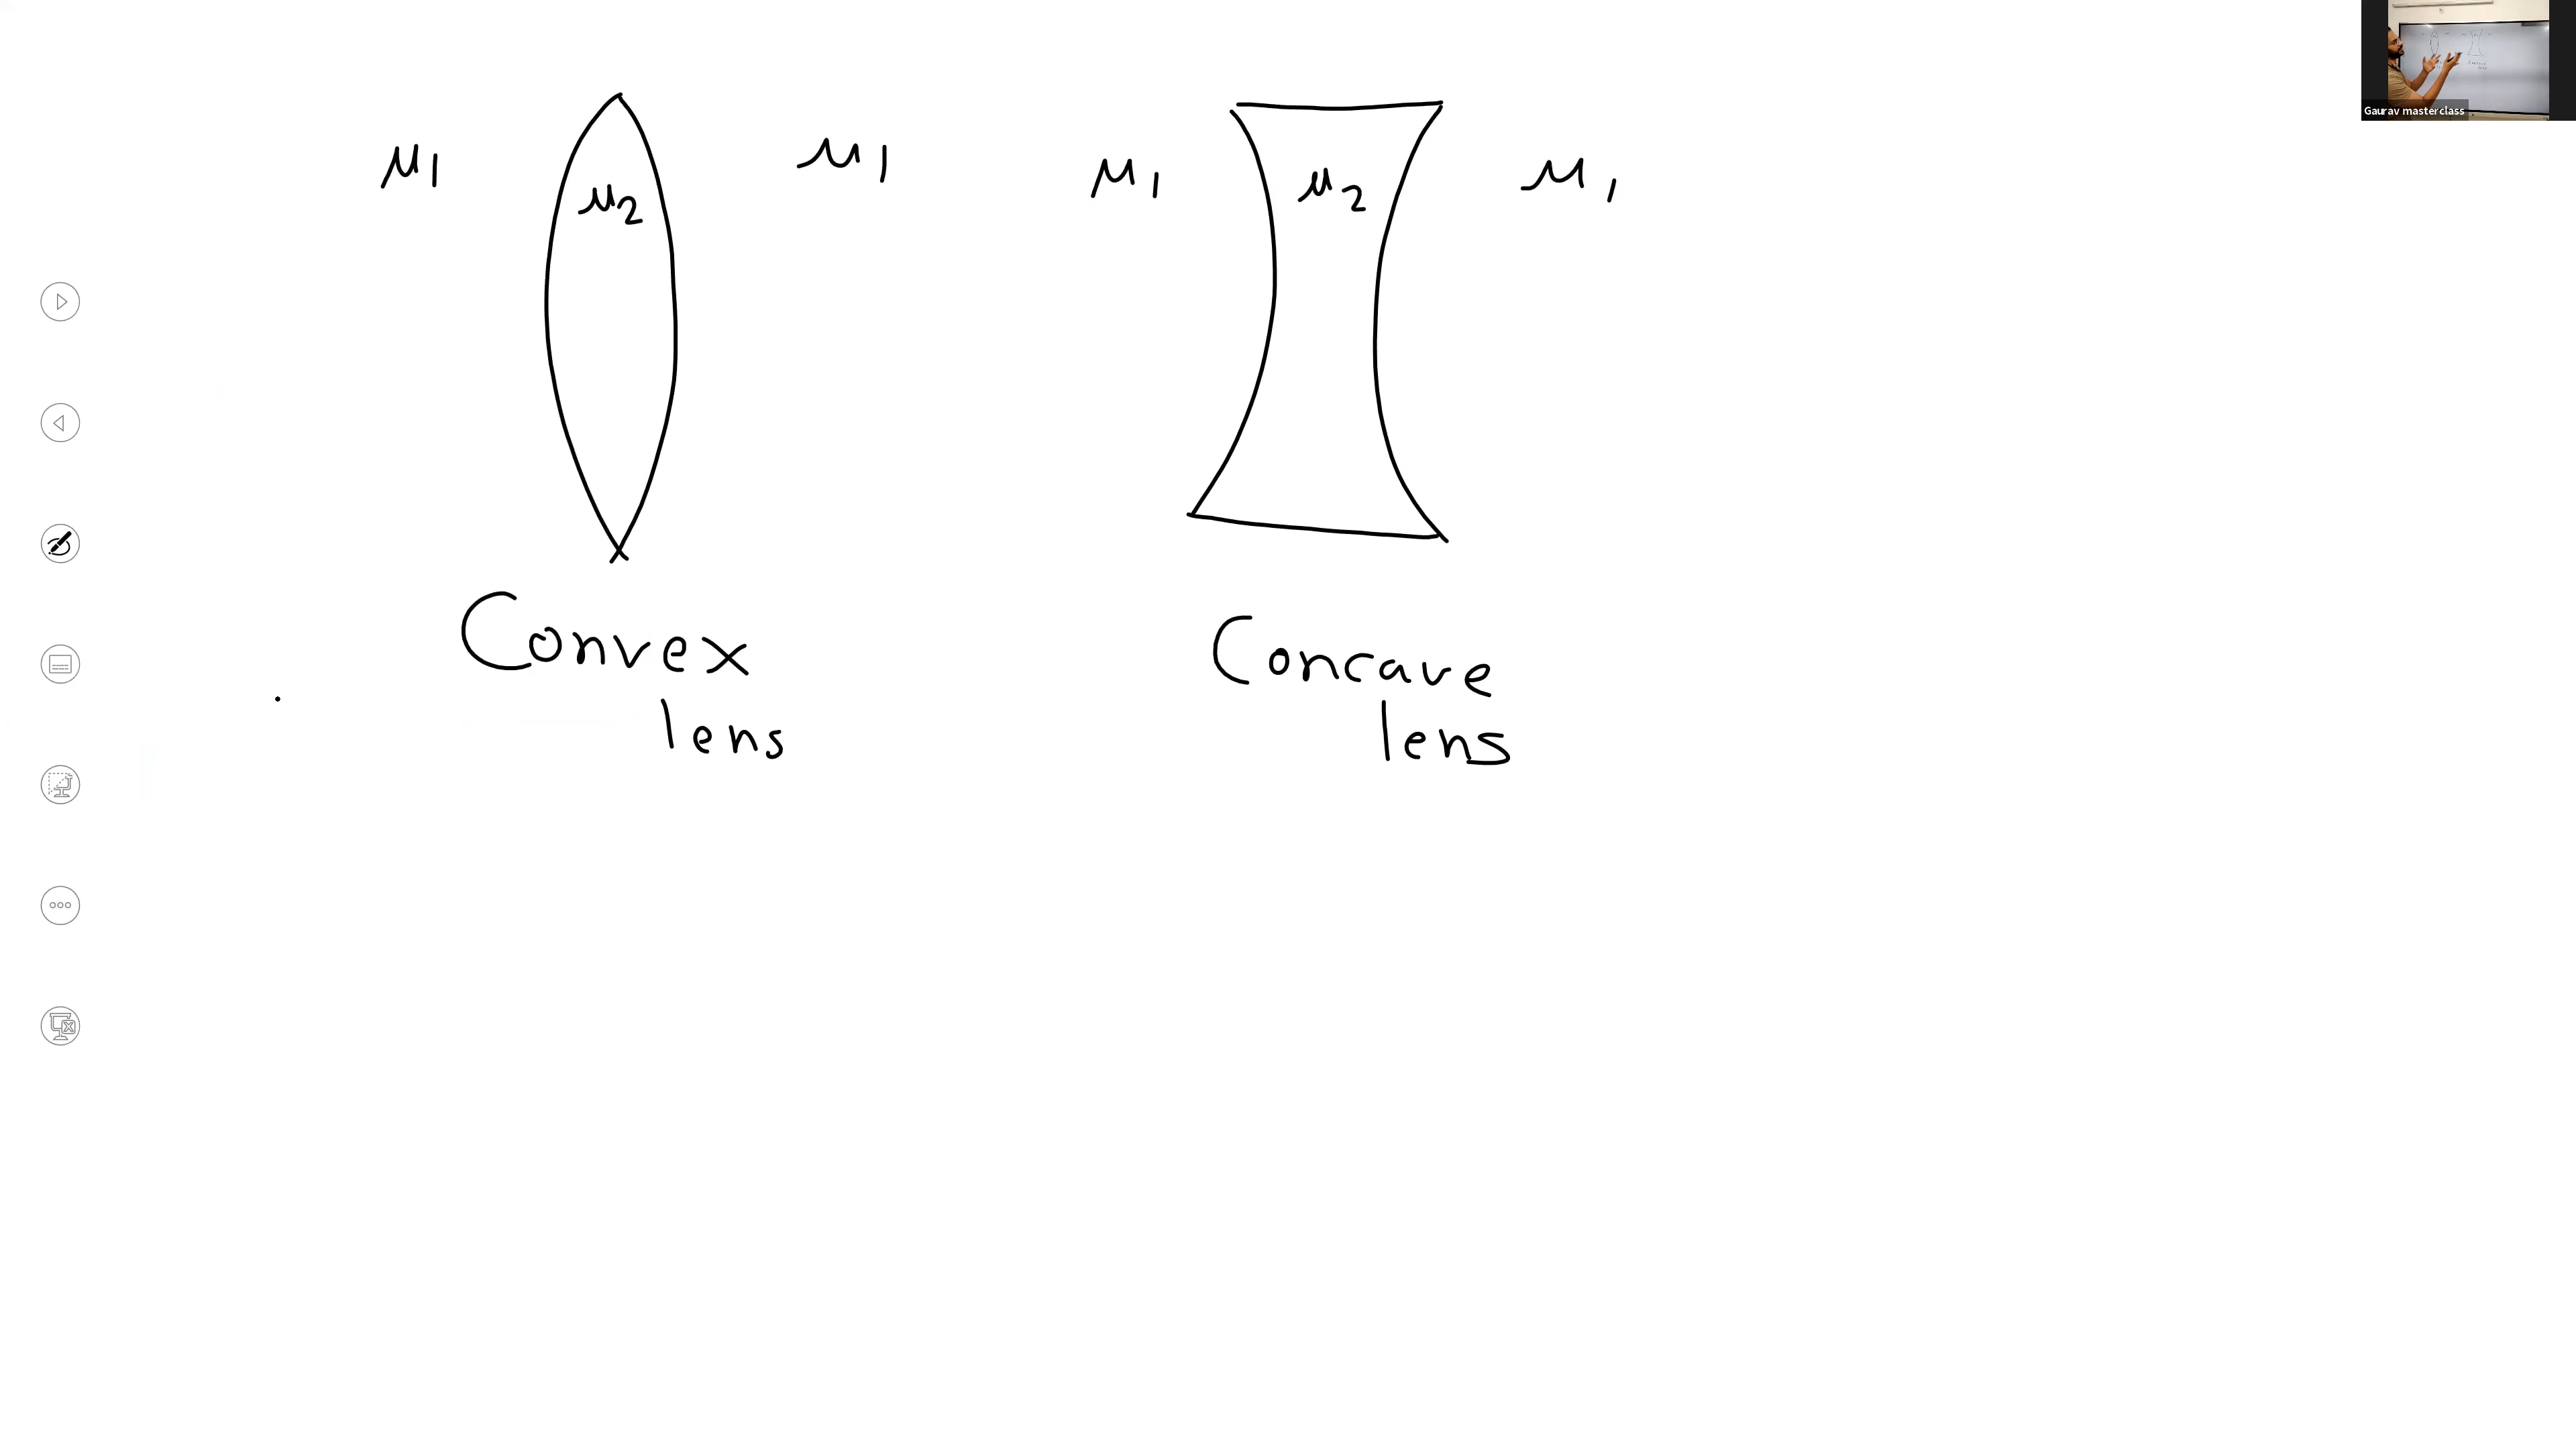 Gaurav masterclass
μ1 μ2 μ1
μ1 μ2 μ1
Convex
lens
Concave
lens